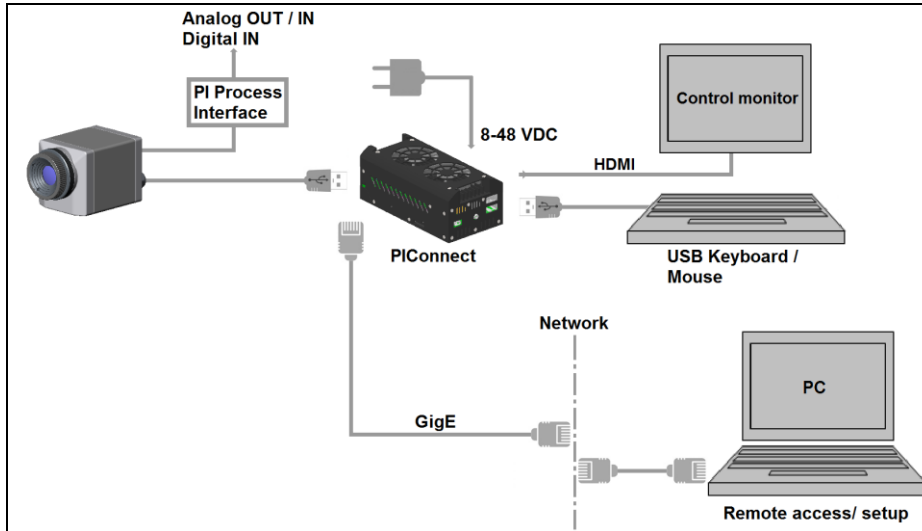 Analog OUT / IN
Digital IN
PI Process
Interface
8-48 VDC
Control monitor
HDMI
PIConnect
USB Keyboard /
Mouse
Network
PC
GigE
Remote access/ setup